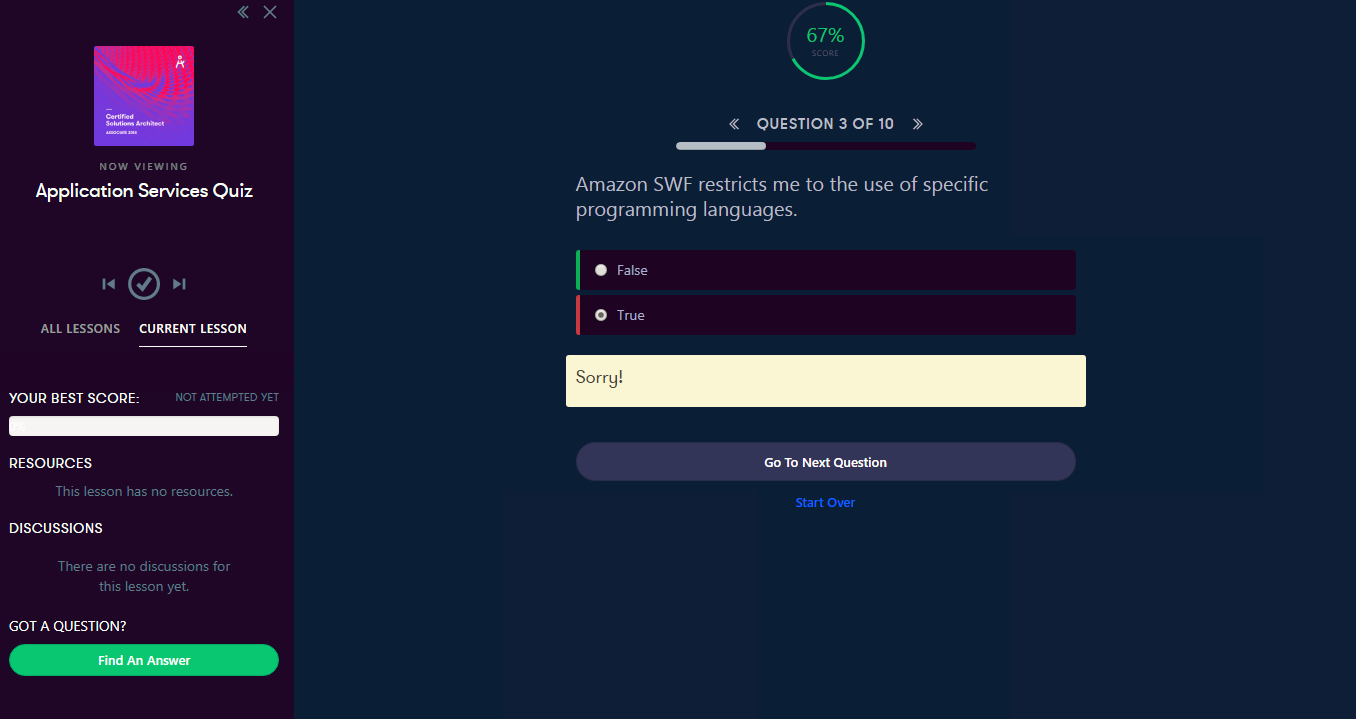 Certified
Solutions Architect
ASSOCIATE 2018
NOW VIEWING
Application Services Quiz
ALL LESSONS
CURRENT LESSON
YOUR BEST SCORE:
NOT ATTEMPTED YET
RESOURCES
This lesson has no resources.
DISCUSSIONS
There are no discussions for
this lesson yet.
GOT A QUESTION?
Find An Answer
67%
SCORE
QUESTION 3 OF 10
Amazon SWF restricts me to the use of specific
programming languages.
False
True
Sorry!
Go To Next Question
Start Over